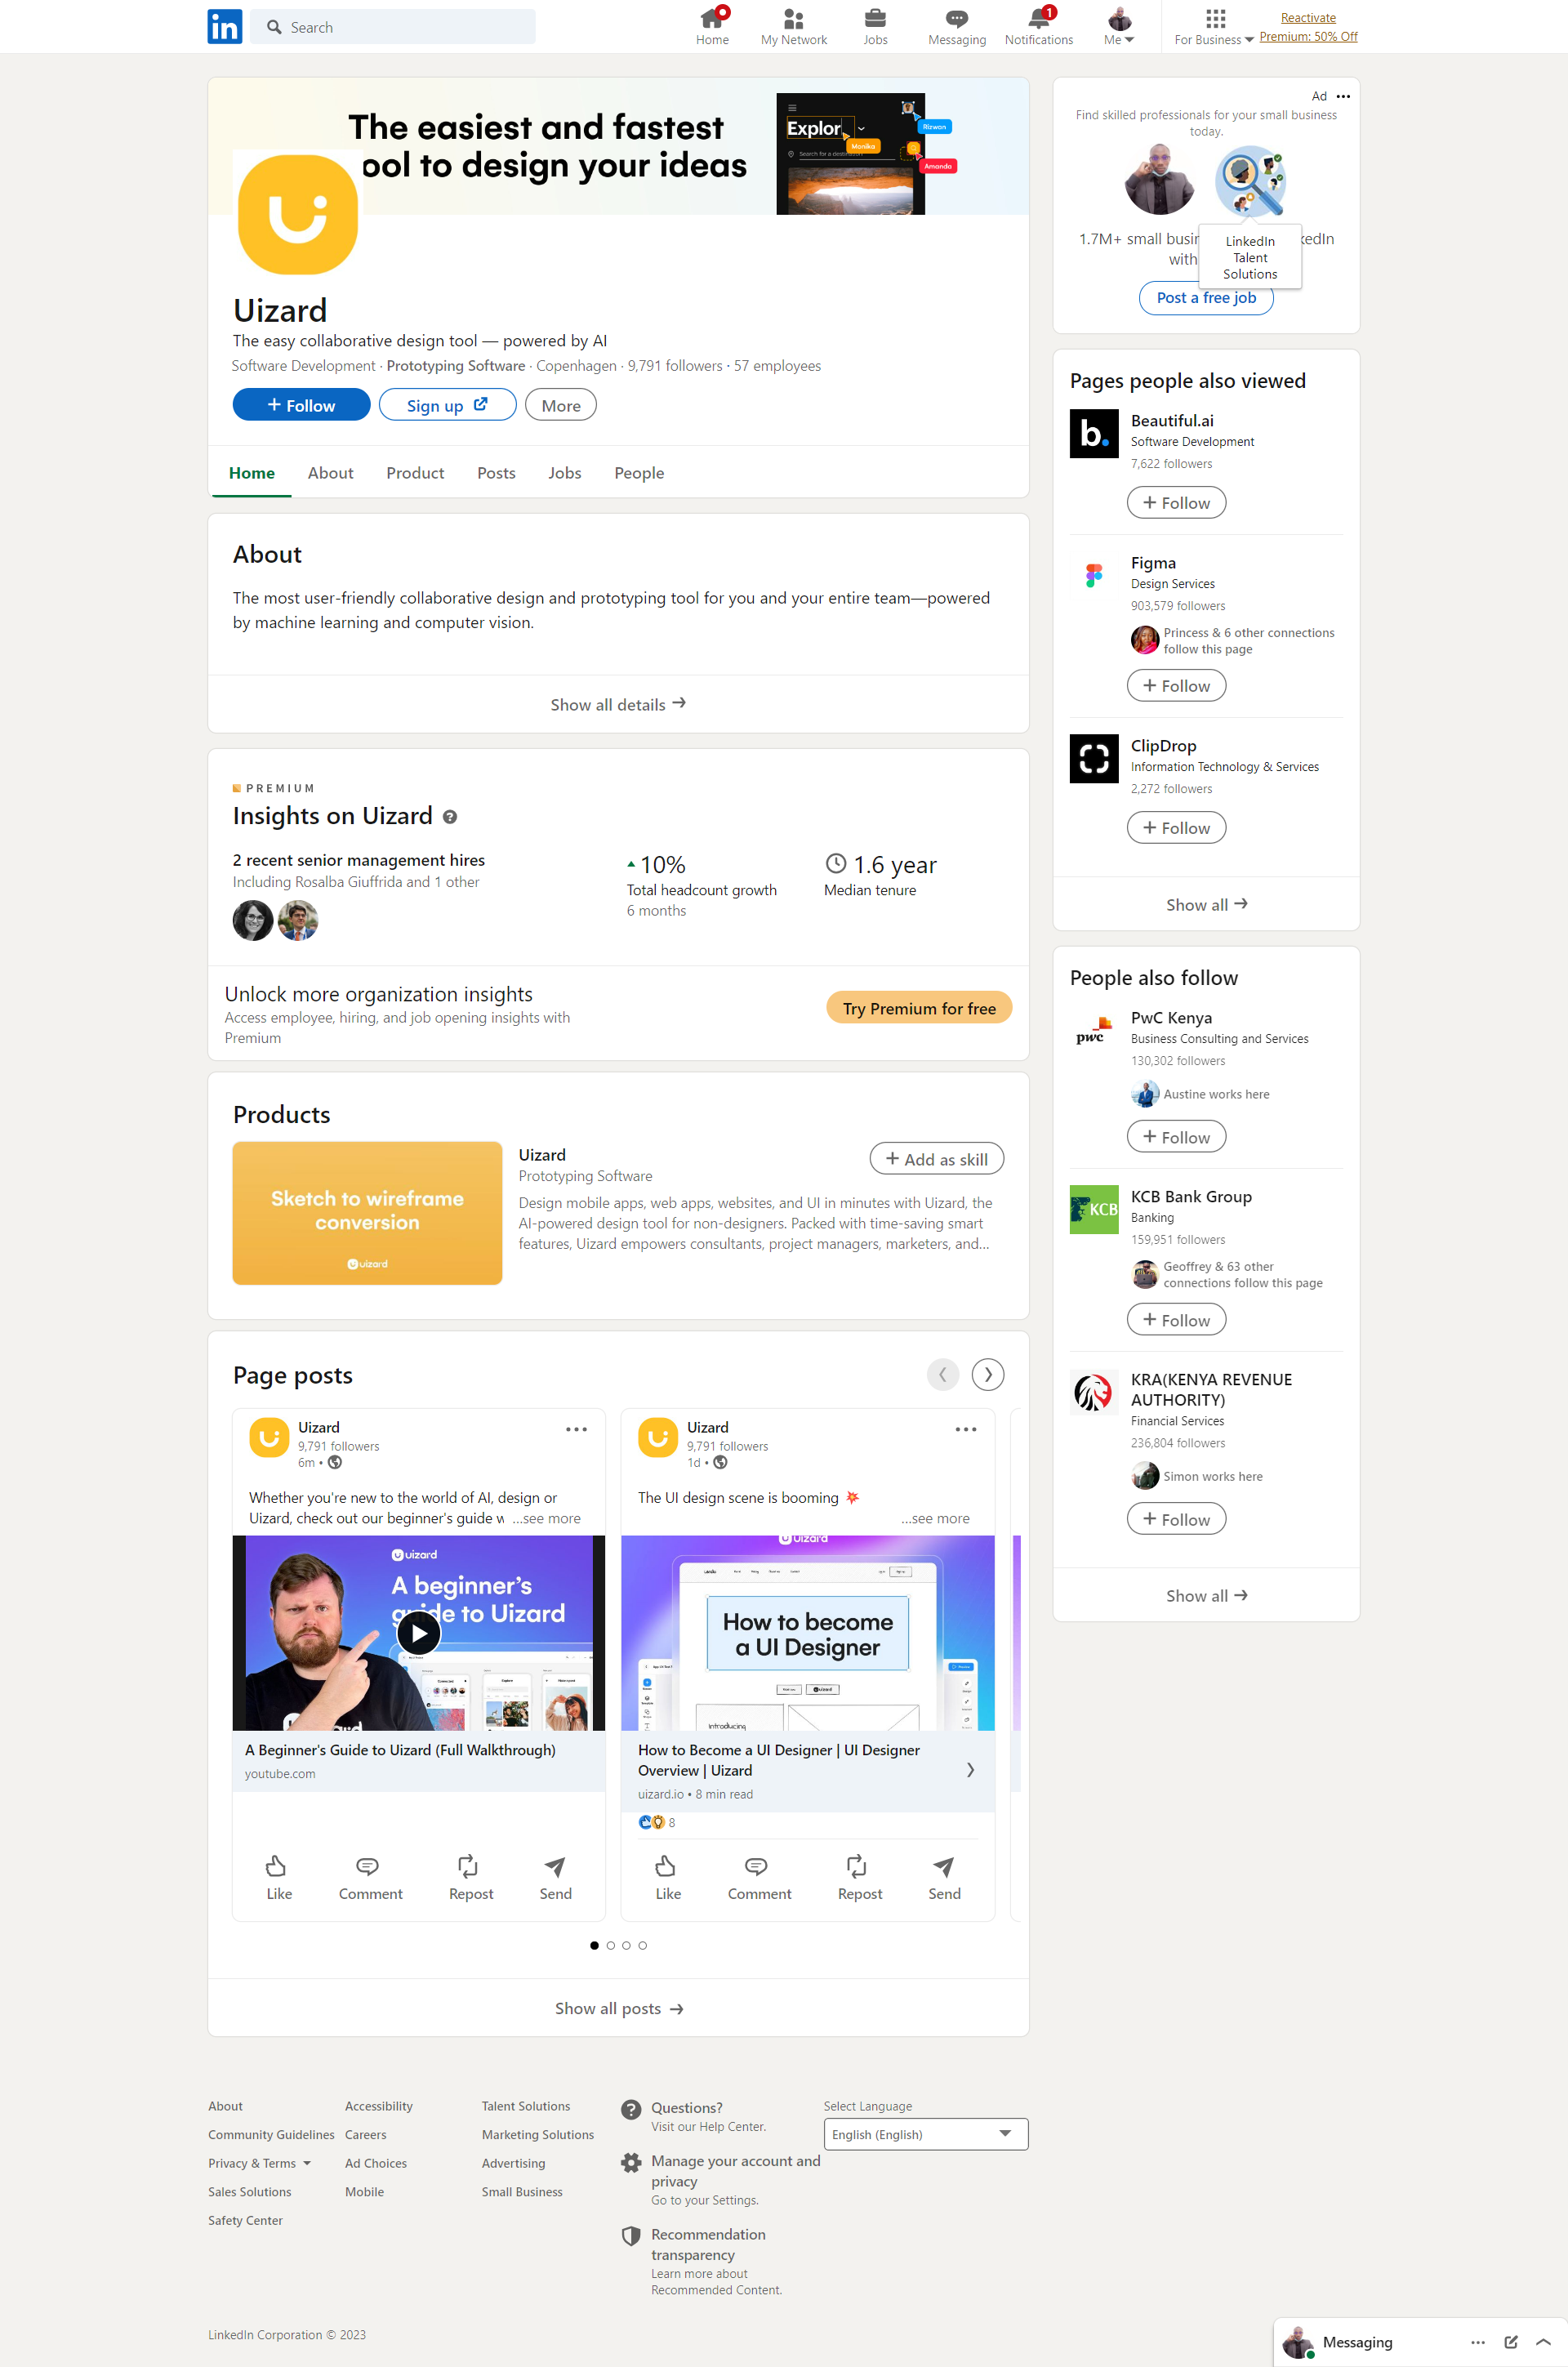 in
Search
Home
My Network
Jobs
Messaging
1
Notifications
Me
For Business
Reactivate
Premium: 50% Off
The easiest and fastest
ool to design your ideas
Explor
Search for a destination
Rizwan
Monika
Amanda
Uizard
The easy collaborative design tool — powered by AI
Software Development · Prototyping Software · Copenhagen · 9,791 followers · 57 employees
+ Follow
Sign up
More
Home
About
Product
Posts
Jobs
People
About
The most user-friendly collaborative design and prototyping tool for you and your entire team—powered
by machine learning and computer vision.
Show all details →
PREMIUM
Insights on Uizard
2 recent senior management hires
Including Rosalba Giuffrida and 1 other
10%
Total headcount growth
6 months
1.6 year
Median tenure
Unlock more organization insights
Access employee, hiring, and job opening insights with
Premium
Try Premium for free
Products
Sketch to wireframe
conversion
uizard
Uizard
Prototyping Software
+ Add as skill
Design mobile apps, web apps, websites, and UI in minutes with Uizard, the
AI-powered design tool for non-designers. Packed with time-saving smart
features, Uizard empowers consultants, project managers, marketers, and...
Page posts
Uizard
9,791 followers
6m •
Whether you're new to the world of AI, design or
Uizard, check out our beginner's guide w ...see more
uizard
A beginner's
guide to Uizard
A Beginner's Guide to Uizard (Full Walkthrough)
youtube.com
Like
Comment
Repost
Send
Uizard
9,791 followers
1d •
The UI design scene is booming
...see more
uizard
How to become
a UI Designer
uizard
introducing
How to Become a UI Designer | UI Designer
Overview | Uizard
uizard.io • 8 min read
8
Like
Comment
Repost
Send
Show all posts →
Ad
Find skilled professionals for your small business
today.
1.7M+ small busin
kedIn
with
LinkedIn
Talent
Solutions
Post a free job
Pages people also viewed
b.
Beautiful.ai
Software Development
7,622 followers
+ Follow
Figma
Design Services
903,579 followers
Princess & 6 other connections
follow this page
+ Follow
ClipDrop
Information Technology & Services
2,272 followers
+ Follow
Show all →
People also follow
pwc
PwC Kenya
Business Consulting and Services
130,302 followers
Austine works here
+ Follow
KCB
KCB Bank Group
Banking
159,951 followers
Geoffrey & 63 other
connections follow this page
+ Follow
KRA(KENYA REVENUE
AUTHORITY)
Financial Services
236,804 followers
Simon works here
+ Follow
Show all →
About
Community Guidelines
Privacy & Terms
Sales Solutions
Safety Center
Accessibility
Careers
Ad Choices
Mobile
Talent Solutions
Marketing Solutions
Advertising
Small Business
Questions?
Visit our Help Center.
Manage your account and
privacy
Go to your Settings.
Recommendation
transparency
Learn more about
Recommended Content.
Select Language
English (English)
LinkedIn Corporation © 2023
Messaging